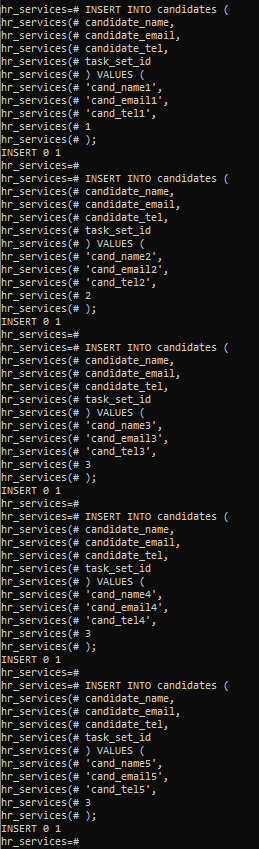 hr_services=# INSERT INTO candidates (
hr_services(# candidate_name,
hr_services(# candidate_email,
hr_services(# candidate_tel,
hr_services(# task_set_id
hr_services(# ) VALUES (
hr_services(# 'cand_name1',
hr_services(# 'cand_email1',
hr_services(# 'cand_tel1',
hr_services(# 1
hr_services(# );
INSERT 0 1
hr_services=#
hr_services=# INSERT INTO candidates (
hr_services(# candidate_name,
hr_services(# candidate_email,
hr_services(# candidate_tel,
hr_services(# task_set_id
hr_services(# ) VALUES (
hr_services(# 'cand_name2',
hr_services(# 'cand_email2',
hr_services(# 'cand_tel2',
hr_services(# 2
hr_services(# );
INSERT 0 1
hr_services=#
hr_services=# INSERT INTO candidates (
hr_services(# candidate_name,
hr_services(# candidate_email,
hr_services(# candidate_tel,
hr_services(# task_set_id
hr_services(# ) VALUES (
hr_services(# 'cand_name3',
hr_services(# 'cand_email3',
hr_services(# 'cand_tel3',
hr_services(# 3
hr_services(# );
INSERT 0 1
hr_services=#
hr_services=# INSERT INTO candidates (
hr_services(# candidate_name,
hr_services(# candidate_email,
hr_services(# candidate_tel,
hr_services(# task_set_id
hr_services(# ) VALUES (
hr_services(# 'cand_name4',
hr_services(# 'cand_email4',
hr_services(# 'cand_tel4',
hr_services(# 3
hr_services(# );
INSERT 0 1
hr_services=#
hr_services=# INSERT INTO candidates (
hr_services(# candidate_name,
hr_services(# candidate_email,
hr_services(# candidate_tel,
hr_services(# task_set_id
hr_services(# ) VALUES (
hr_services(# 'cand_name5',
hr_services(# 'cand_email5',
hr_services(# 'cand_tel5',
hr_services(# 3
hr_services(# );
INSERT 0 1
hr_services=#